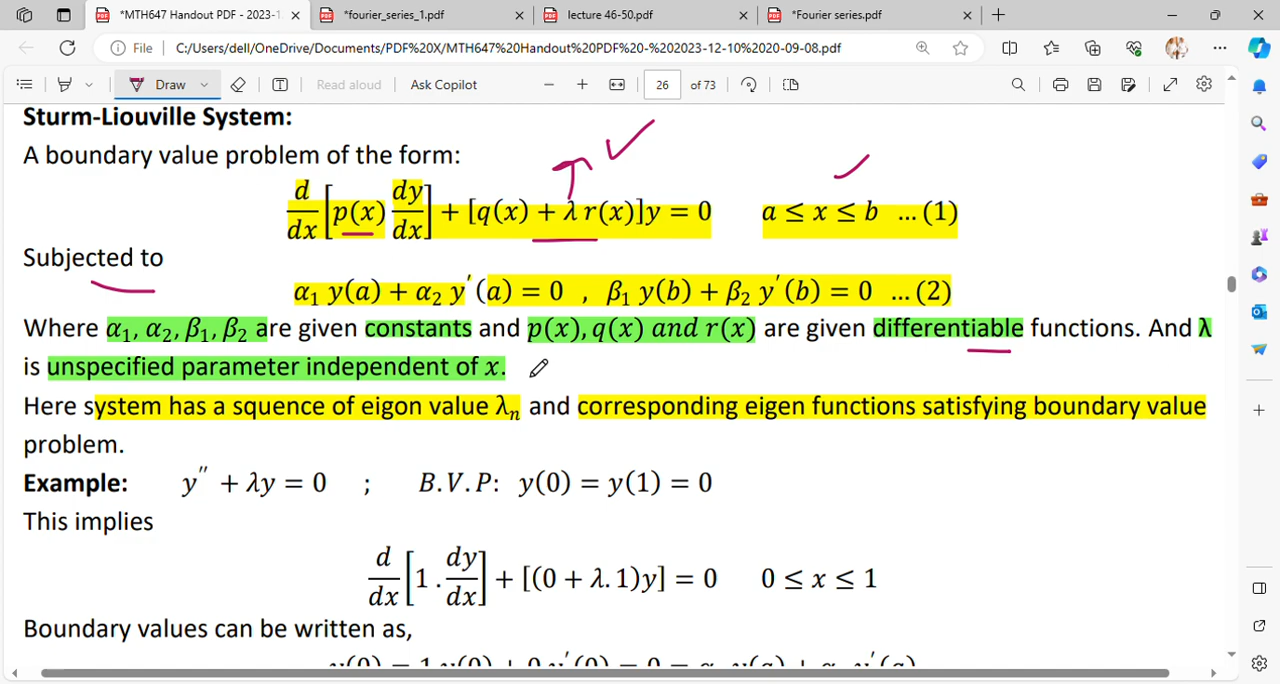 *MTH647 Handout PDF - 2023-1
*fourier_series_1.pdf
lecture 46-50.pdf
*Fourier series.pdf
File
C:/Users/dell/OneDrive/Documents/PDF%20X/MTH647%20Handout%20PDF%20-%202023-12-10%2020-09-08.pdf
Draw
Read aloud
Ask Copilot
26
of 73
Sturm-Liouville System:
A boundary value problem of the form:
d/dx [p(x) dy/dx] + [q(x) + λ r(x)]y = 0 a ≤ x ≤ b … (1)
Subjected to
α₁ y(a) + α₂ y′(a) = 0 , β₁ y(b) + β₂ y′(b) = 0 … (2)
Where α₁, α₂, β₁, β₂ are given constants and p(x), q(x) and r(x) are given differentiable functions. And λ
is unspecified parameter independent of x.
Here system has a squence of eigon value λₙ and corresponding eigen functions satisfying boundary value
problem.
Example: y″ + λy = 0 ; B.V.P: y(0) = y(1) = 0
This implies
d/dx [1 . dy/dx] + [(0 + λ. 1)y] = 0 0 ≤ x ≤ 1
Boundary values can be written as,